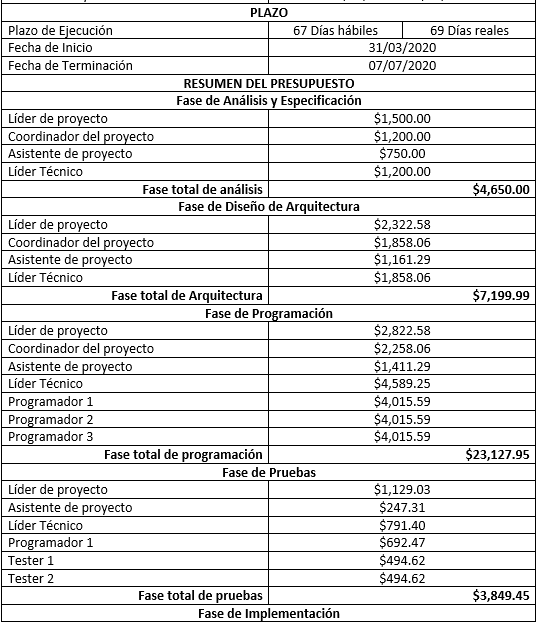 PLAZO
Plazo de Ejecución 67 Días hábiles 69 Días reales
Fecha de Inicio 31/03/2020
Fecha de Terminación 07/07/2020
RESUMEN DEL PRESUPUESTO
Fase de Análisis y Especificación
Líder de proyecto $1,500.00
Coordinador del proyecto $1,200.00
Asistente de proyecto $750.00
Líder Técnico $1,200.00
Fase total de análisis $4,650.00
Fase de Diseño de Arquitectura
Líder de proyecto $2,322.58
Coordinador del proyecto $1,858.06
Asistente de proyecto $1,161.29
Líder Técnico $1,858.06
Fase total de Arquitectura $7,199.99
Fase de Programación
Líder de proyecto $2,822.58
Coordinador del proyecto $2,258.06
Asistente de proyecto $1,411.29
Líder Técnico $4,589.25
Programador 1 $4,015.59
Programador 2 $4,015.59
Programador 3 $4,015.59
Fase total de programación $23,127.95
Fase de Pruebas
Líder de proyecto $1,129.03
Asistente de proyecto $247.31
Líder Técnico $791.40
Programador 1 $692.47
Tester 1 $494.62
Tester 2 $494.62
Fase total de pruebas $3,849.45
Fase de Implementación